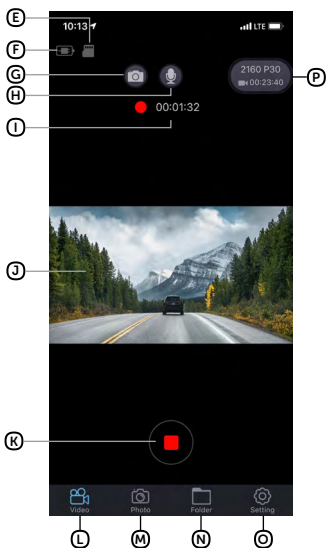 E
10:13
LTE
F
G
H
2160 P30
00:23:40
P
00:01:32
I
J
K
Video
Photo
Folder
Setting
L
M
N
O